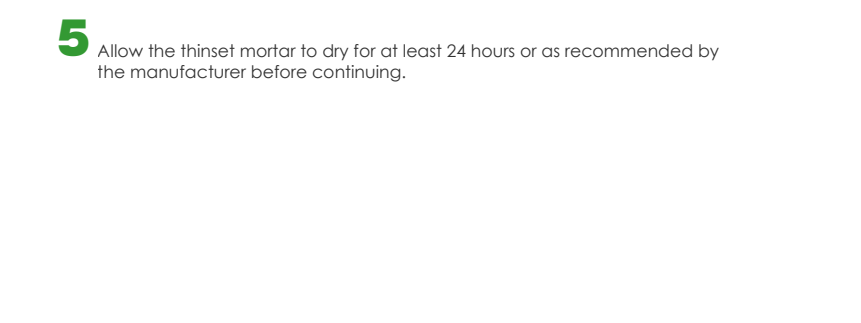 5
Allow the thinset mortar to dry for at least 24 hours or as recommended by
the manufacturer before continuing.